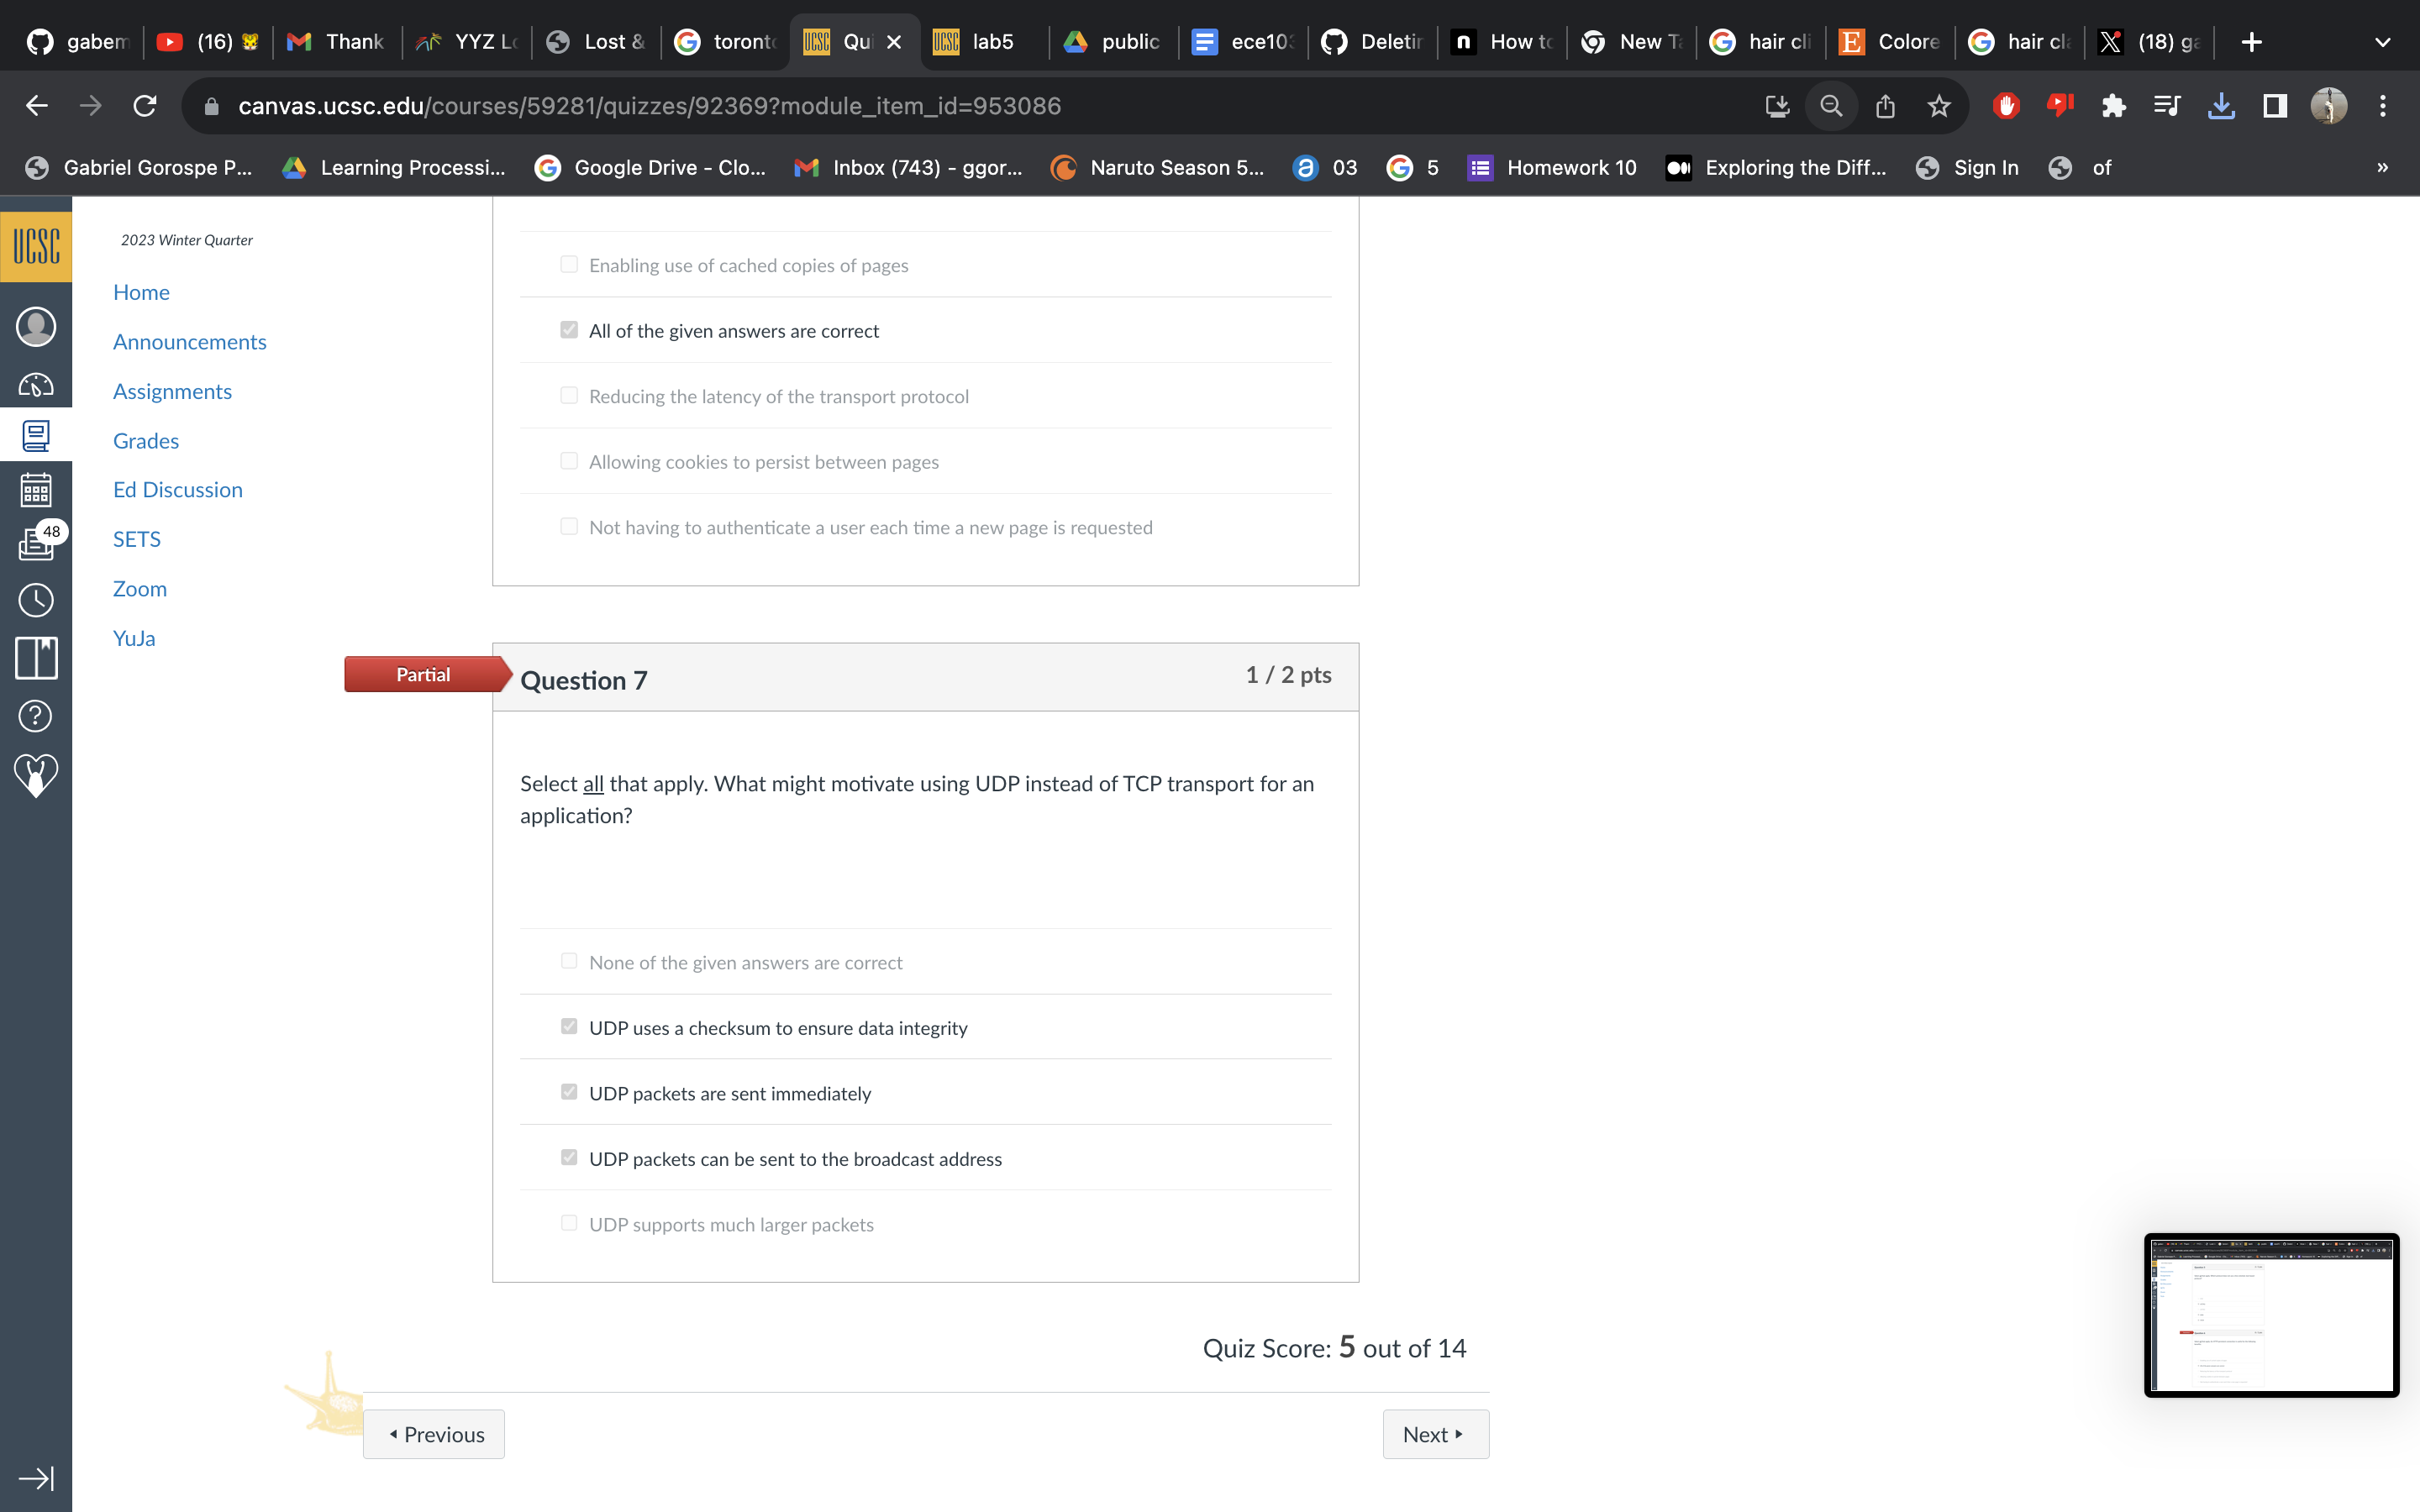 gabem
(16)
Thank
YYZ Lo
Lost &
toronto
Qui
lab5
public
ece103
Deletin
How to
New Ta
hair cli
Colore
hair cla
(18) ga
canvas.ucsc.edu/courses/59281/quizzes/92369?module_item_id=953086
Gabriel Gorospe P...
Learning Processi...
Google Drive - Clo...
Inbox (743) - ggor...
Naruto Season 5...
03
5
Homework 10
Exploring the Diff...
Sign In
of
»
UCSC
2023 Winter Quarter
Home
Announcements
Assignments
Grades
Ed Discussion
SETS
Zoom
YuJa
48
Enabling use of cached copies of pages
All of the given answers are correct
Reducing the latency of the transport protocol
Allowing cookies to persist between pages
Not having to authenticate a user each time a new page is requested
Partial
Question 7
1 / 2 pts
Select all that apply. What might motivate using UDP instead of TCP transport for an
application?
None of the given answers are correct
UDP uses a checksum to ensure data integrity
UDP packets are sent immediately
UDP packets can be sent to the broadcast address
UDP supports much larger packets
Quiz Score: 5 out of 14
Previous
Next